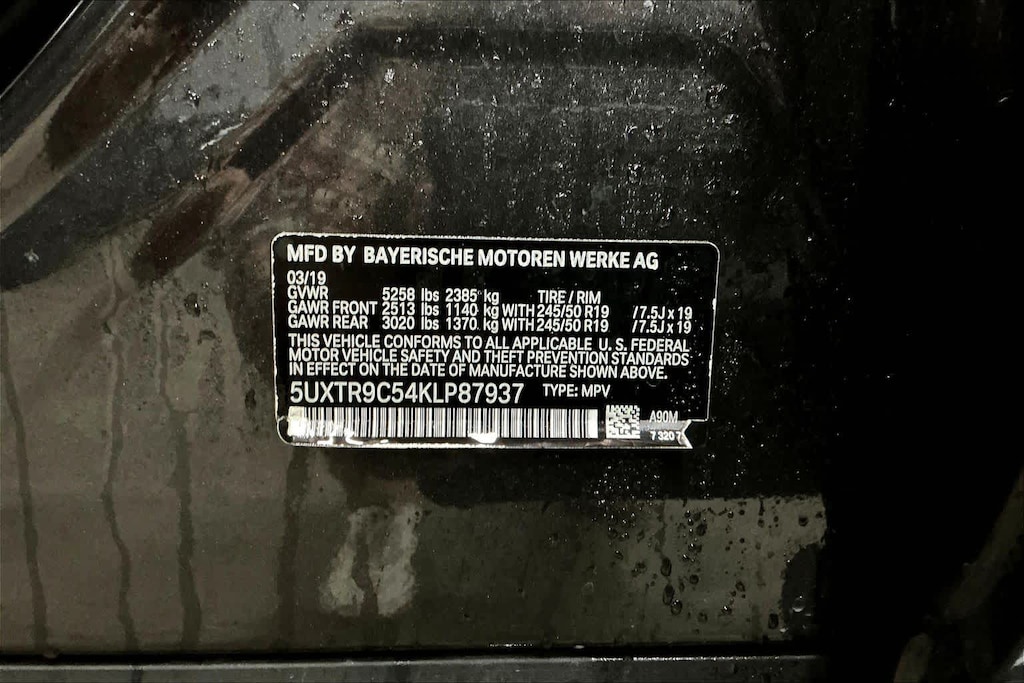 MFD BY BAYERISCHE MOTOREN WERKE AG
03/19
GVWR 5258 lbs 2385 kg TIRE / RIM
GAWR FRONT 2513 lbs 1140 kg WITH 245/50 R19 /7.5J x 19
GAWR REAR 3020 lbs 1370 kg WITH 245/50 R19 /7.5J x 19
THIS VEHICLE CONFORMS TO ALL APPLICABLE U. S. FEDERAL
MOTOR VEHICLE SAFETY AND THEFT PREVENTION STANDARDS
IN EFFECT ON THE DATE OF MANUFACTURE SHOWN ABOVE.
5UXTR9C54KLP87937 TYPE: MPV
A90M
7 3207